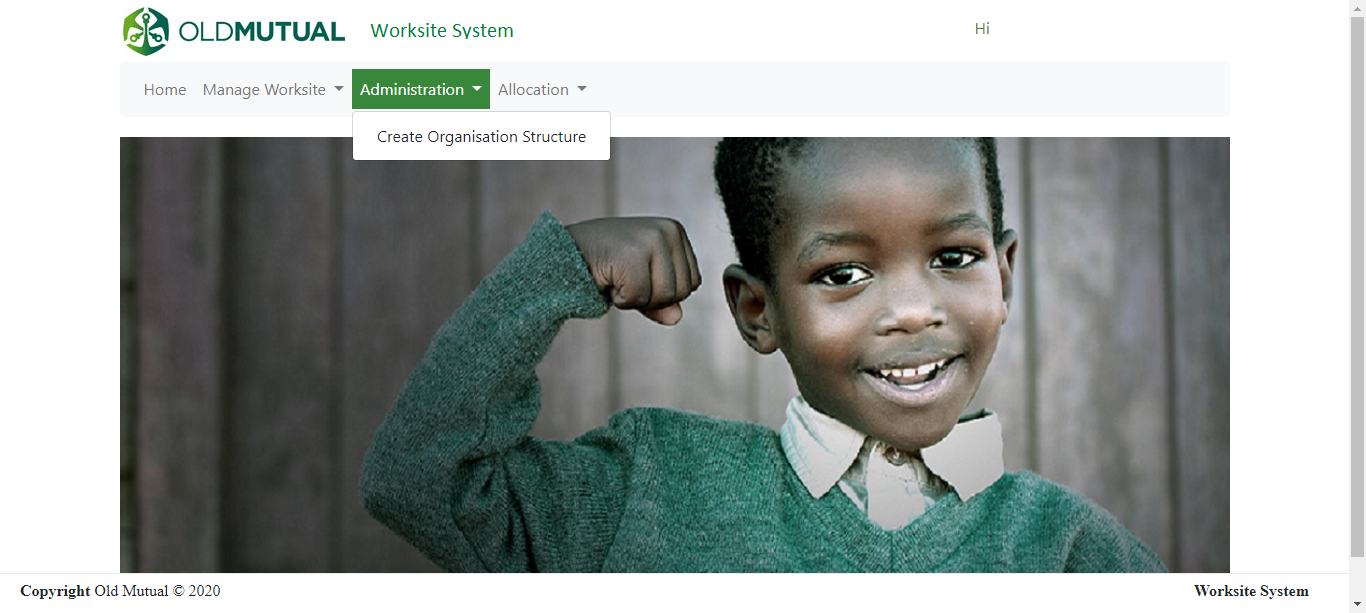 OLDMUTUAL Worksite System Hi
Home Manage Worksite Administration Allocation
Create Organisation Structure
Copyright Old Mutual © 2020 Worksite System